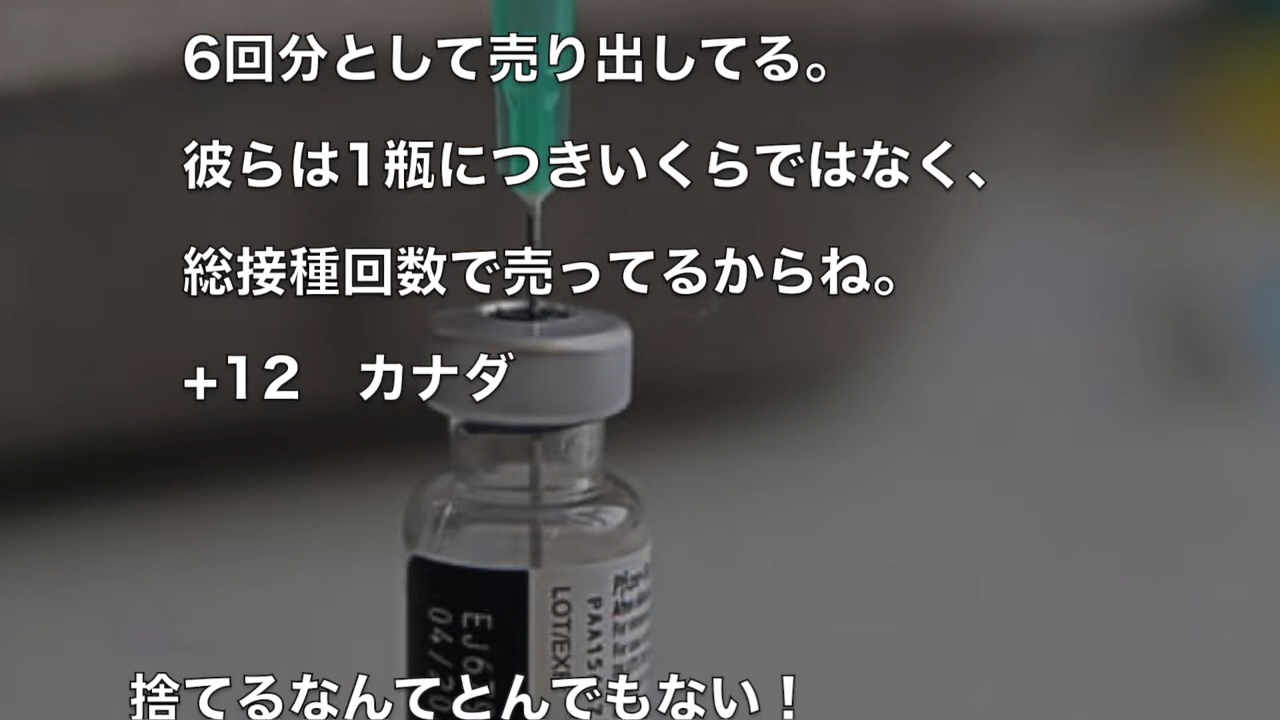 6回分として売り出してる。
彼らは1瓶につきいくらではなく、
総接種回数で売ってるからね。
+12　カナダ
捨てるなんてとんでもない！
LOT/EXP